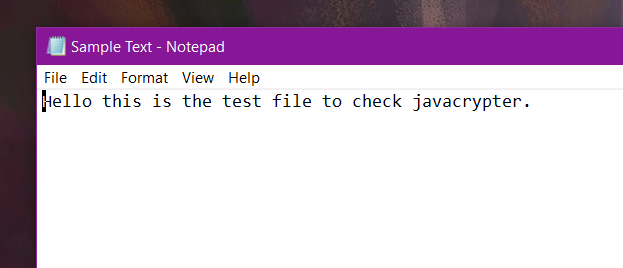 Sample Text - Notepad
File Edit Format View Help
Hello this is the test file to check javacrypter.